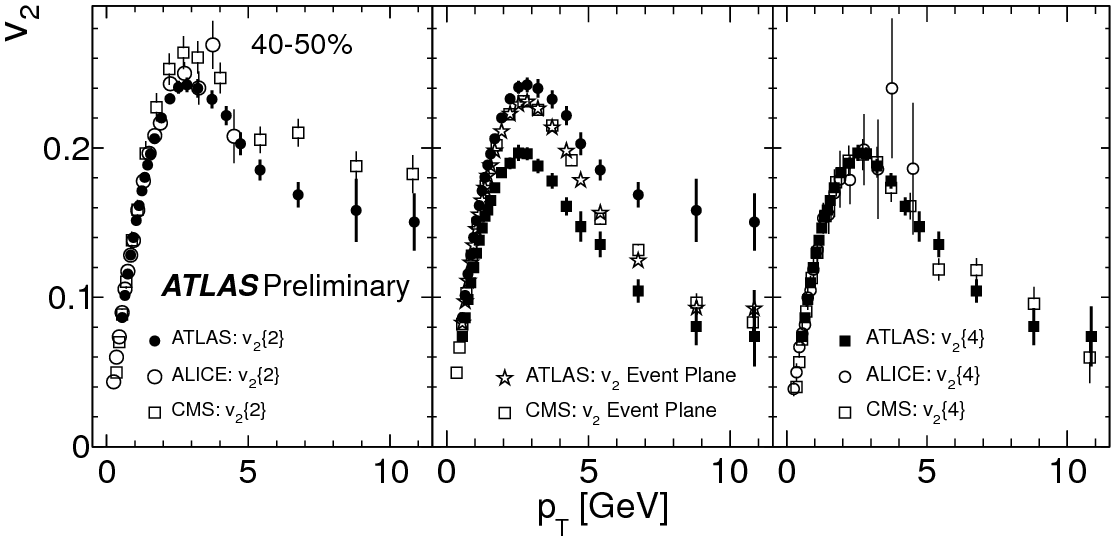 v2
40-50%
0.2
0.1
0
ATLAS Preliminary
ATLAS: v2{2}
ALICE: v2{2}
CMS: v2{2}
ATLAS: v2 Event Plane
CMS: v2 Event Plane
ATLAS: v2{4}
ALICE: v2{4}
CMS: v2{4}
0 5 10 0 5 10 0 5 10
pT [GeV]